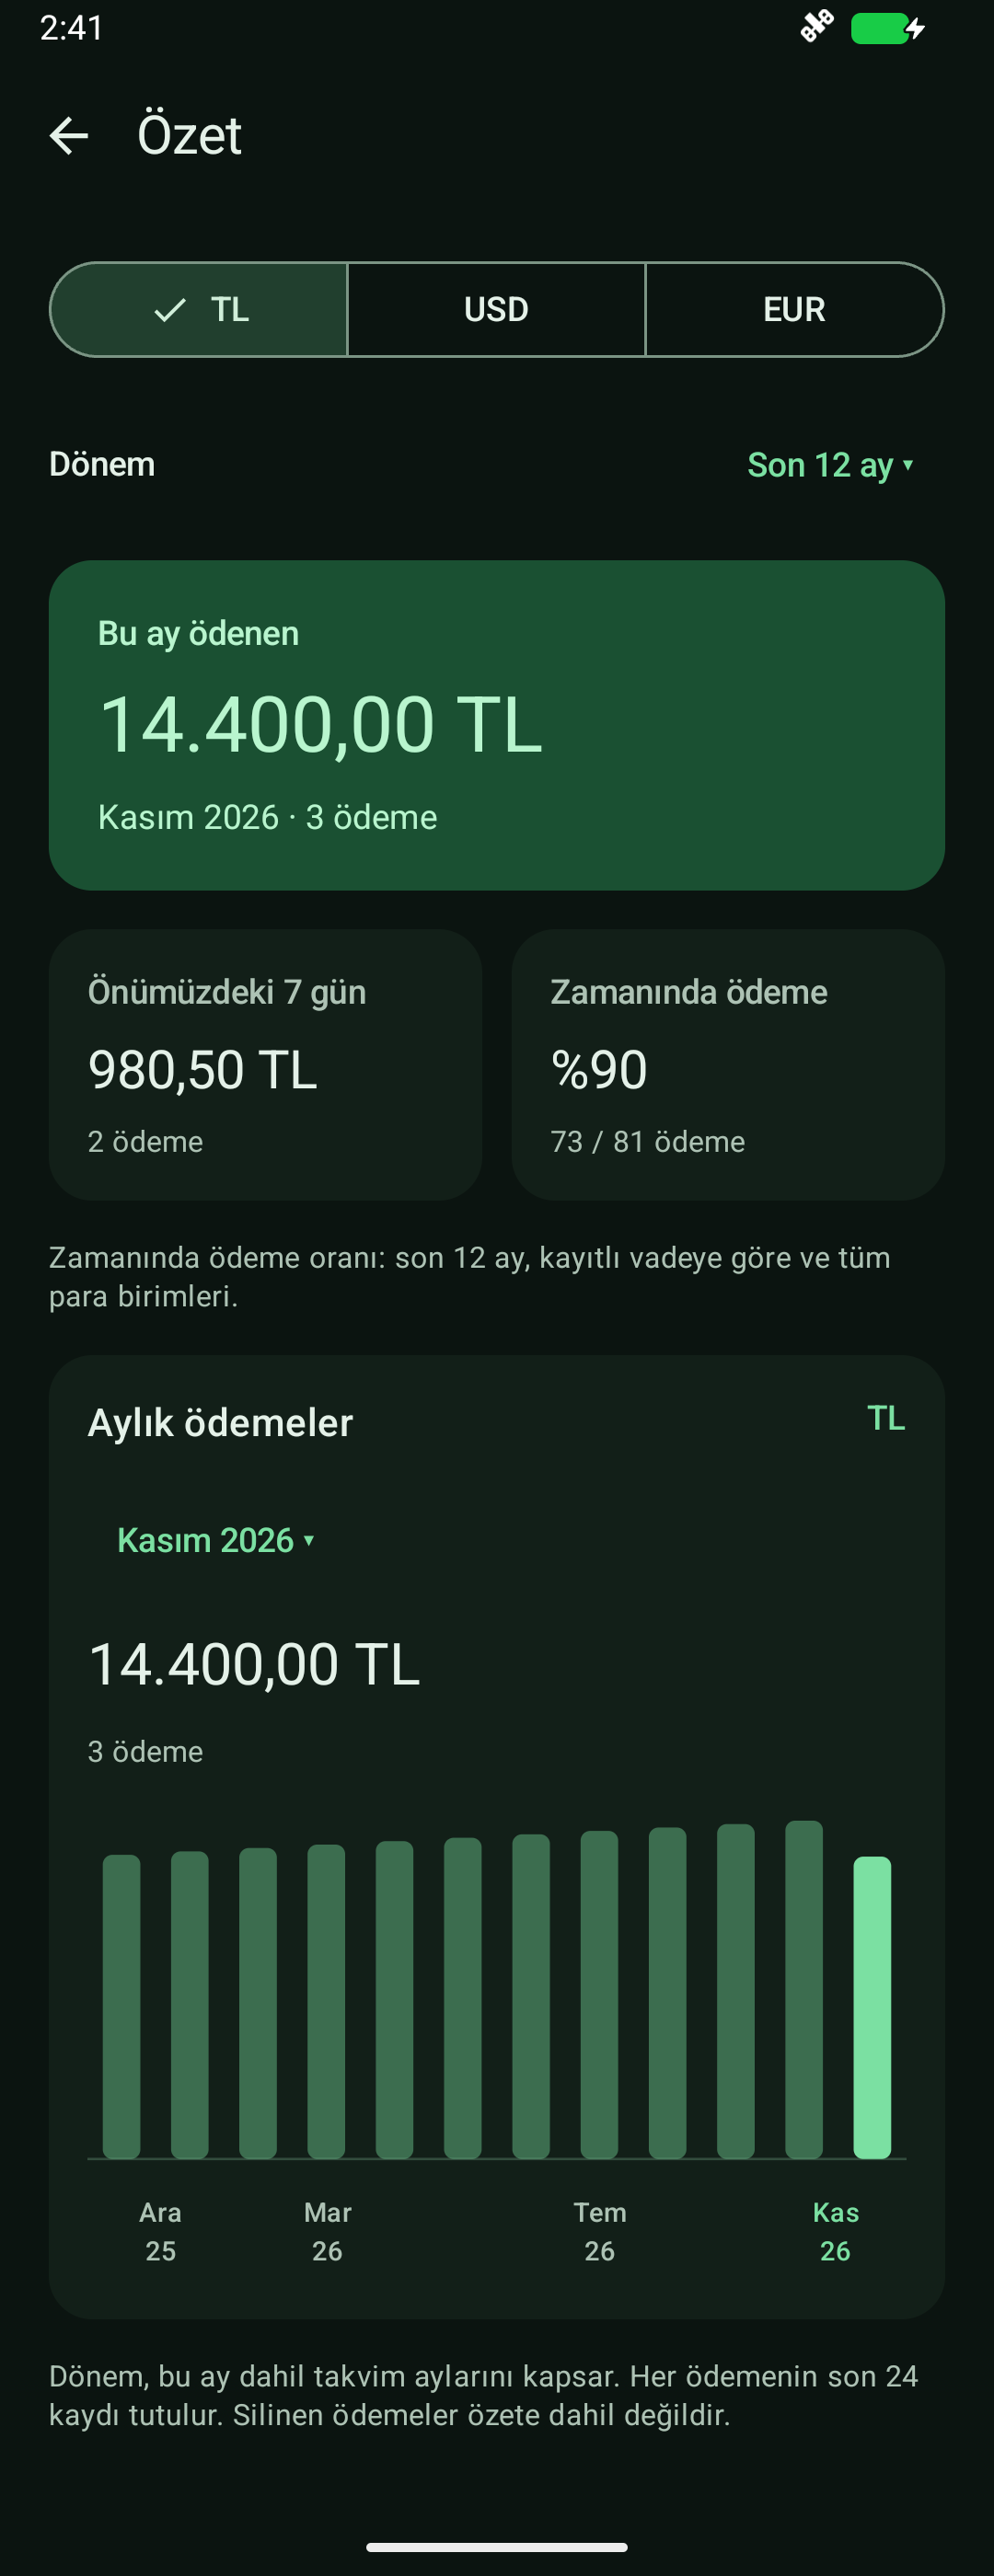 2:41
Özet
TL
USD
EUR
Dönem
Son 12 ay ▾
Bu ay ödenen
14.400,00 TL
Kasım 2026 · 3 ödeme
Önümüzdeki 7 gün
980,50 TL
2 ödeme
Zamanında ödeme
%90
73 / 81 ödeme
Zamanında ödeme oranı: son 12 ay, kayıtlı vadeye göre ve tüm
para birimleri.
Aylık ödemeler
TL
Kasım 2026 ▾
14.400,00 TL
3 ödeme
Ara
25
Mar
26
Tem
26
Kas
26
Dönem, bu ay dahil takvim aylarını kapsar. Her ödemenin son 24
kaydı tutulur. Silinen ödemeler özete dahil değildir.